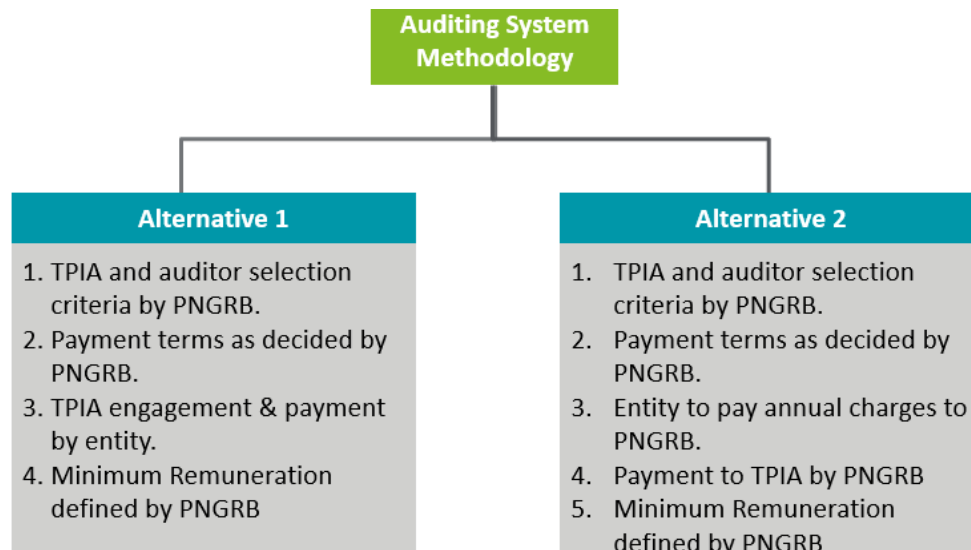 Auditing System
Methodology
Alternative 1
1. TPIA and auditor selection
criteria by PNGRB.
2. Payment terms as decided by
PNGRB.
3. TPIA engagement & payment
by entity.
4. Minimum Remuneration
defined by PNGRB
Alternative 2
1. TPIA and auditor selection
criteria by PNGRB.
2. Payment terms as decided by
PNGRB.
3. Entity to pay annual charges to
PNGRB.
4. Payment to TPIA by PNGRB
5. Minimum Remuneration
defined by PNGRB